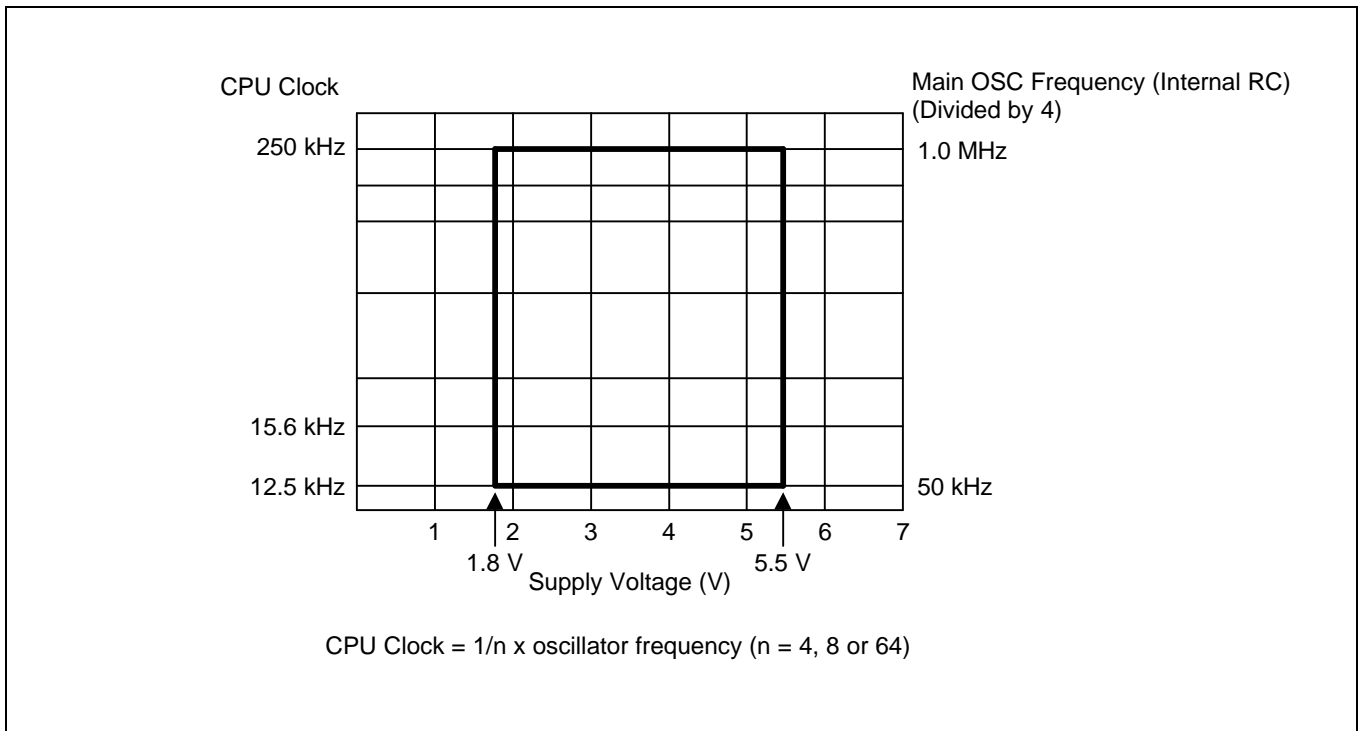 CPU Clock
Main OSC Frequency (Internal RC)
(Divided by 4)
250 kHz
1.0 MHz
15.6 kHz
12.5 kHz
50 kHz
1 2 3 4 5 6 7
1.8 V 5.5 V
Supply Voltage (V)
CPU Clock = 1/n x oscillator frequency (n = 4, 8 or 64)